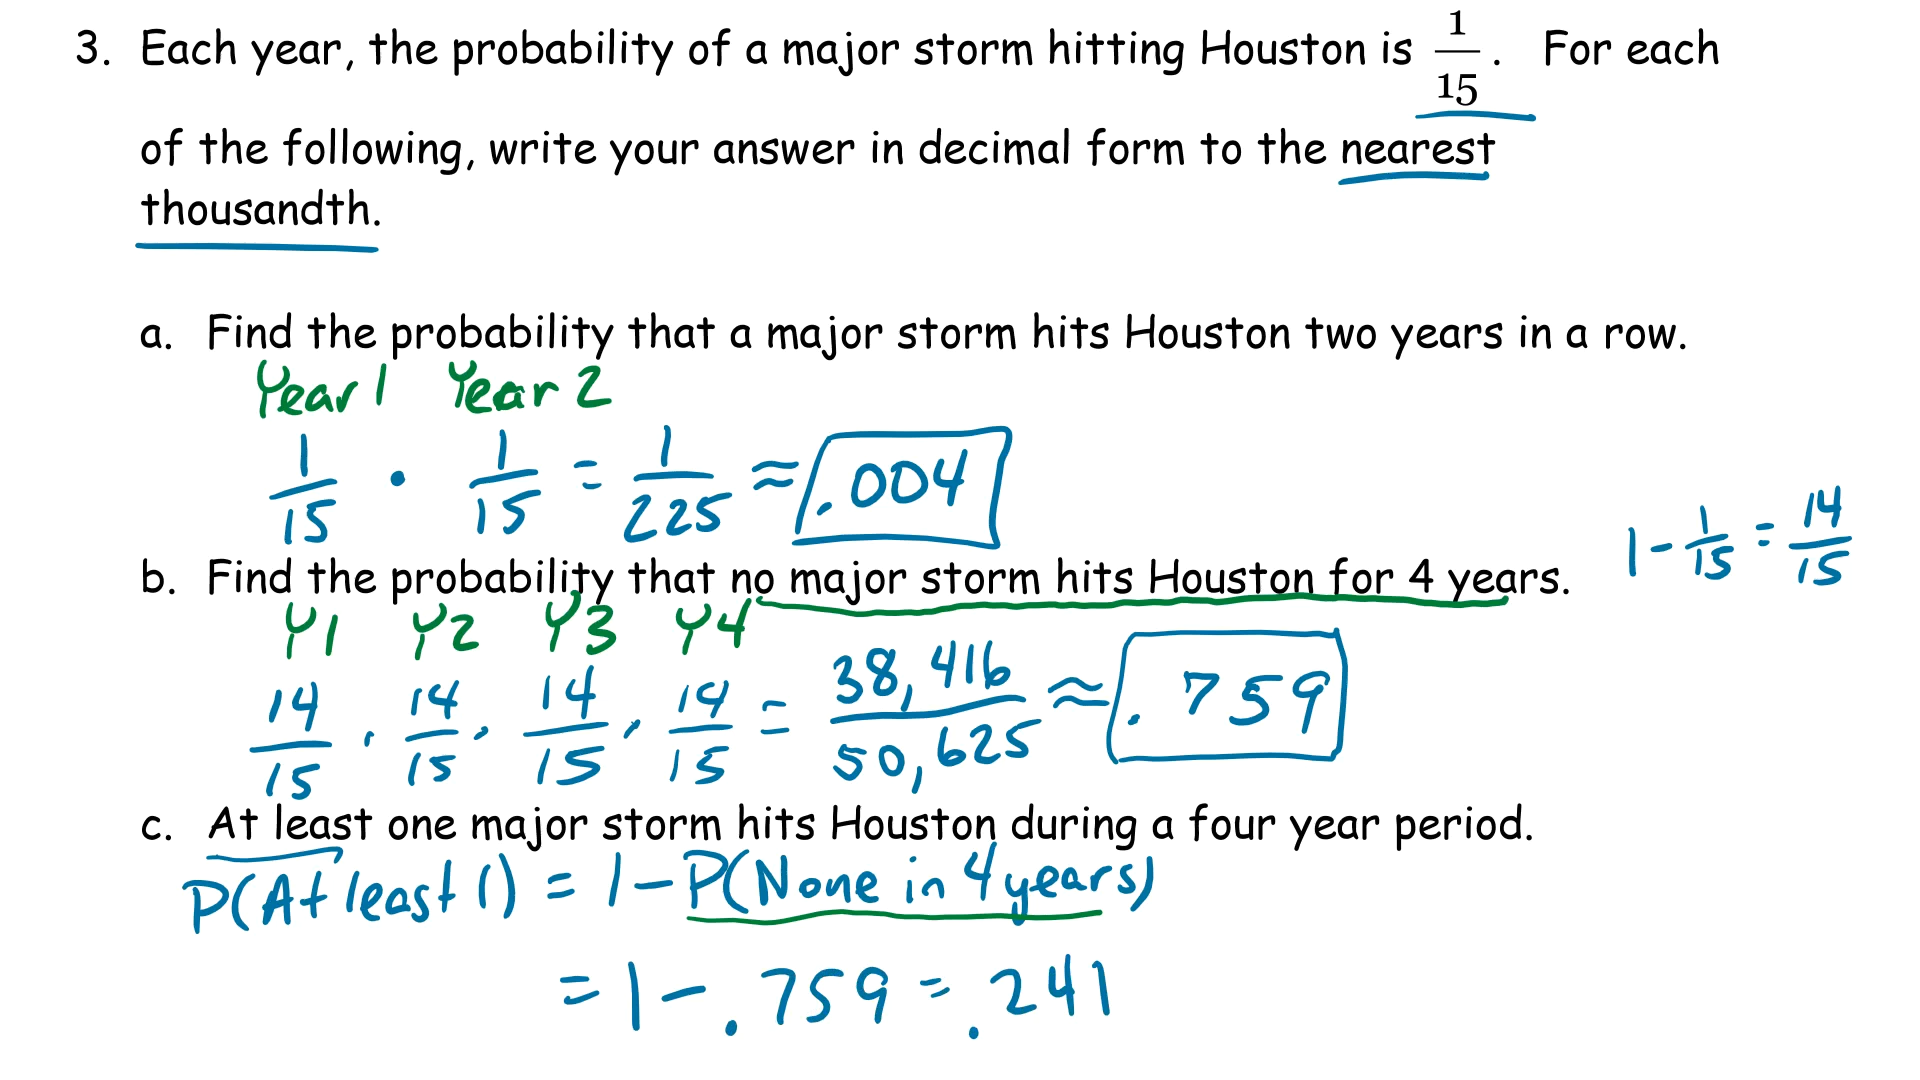 3. Each year, the probability of a major storm hitting Houston is 1/15. For each
of the following, write your answer in decimal form to the nearest
thousandth.
a. Find the probability that a major storm hits Houston two years in a row.
Year 1 Year 2
1/15 · 1/15 = 1/225 ≈ .004
1 - 1/15 = 14/15
b. Find the probability that no major storm hits Houston for 4 years.
Y1 Y2 Y3 Y4
14/15 · 14/15 · 14/15 · 14/15 = 38,416/50,625 ≈ .759
c. At least one major storm hits Houston during a four year period.
P(At least 1) = 1 - P(None in 4 years)
= 1 - .759 = .241